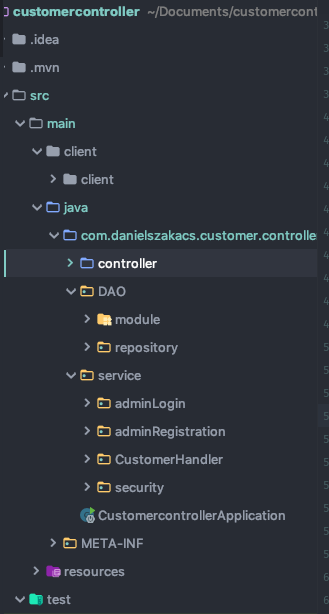 customercontroller ~/Documents/customercont
.idea
.mvn
src
main
client
client
java
com.danielszakacs.customer.controlle
controller
DAO
module
repository
service
adminLogin
adminRegistration
CustomerHandler
security
CustomercontrollerApplication
META-INF
resources
test